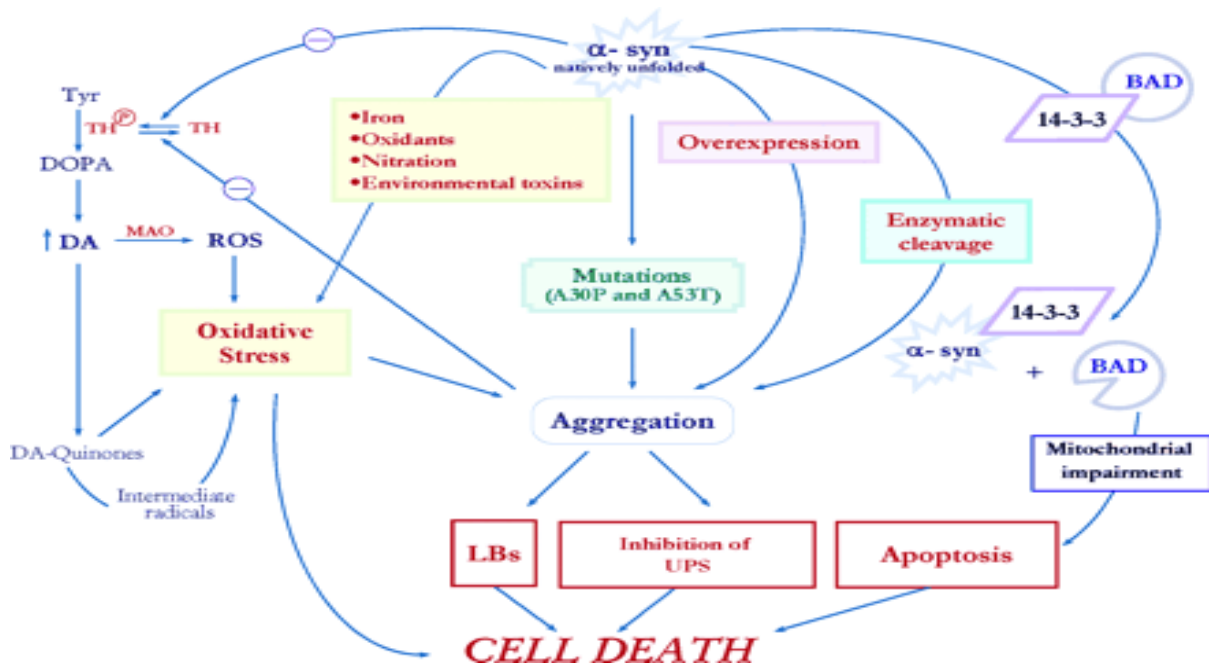 α- syn
natively unfolded
BAD
14-3-3
Tyr
TH P TH
DOPA
DA MAO ROS
•Iron
•Oxidants
•Nitration
•Environmental toxins
Overexpression
Enzymatic
cleavage
Mutations
(A30P and A53T)
Oxidative
Stress
14-3-3
α- syn
+
BAD
Aggregation
DA-Quinones
Intermediate
radicals
Mitochondrial
impairment
LBs
Inhibition of
UPS
Apoptosis
CELL DEATH